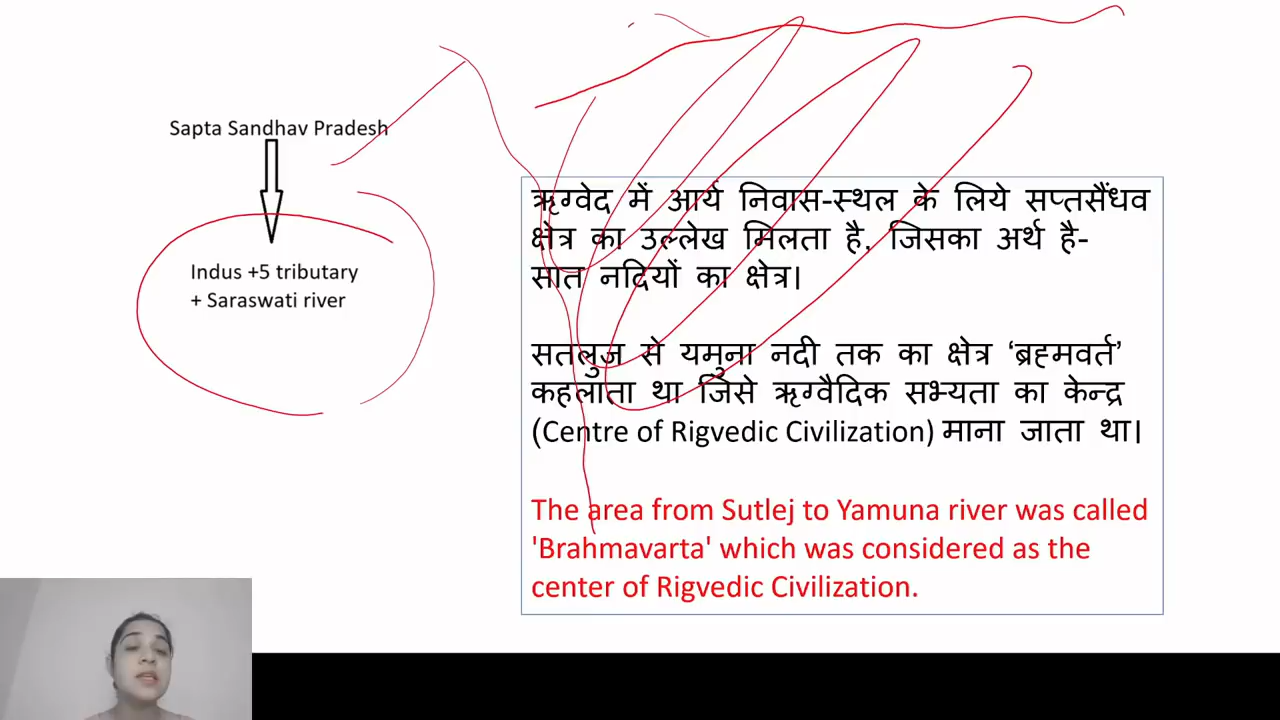 Sapta Sandhav Pradesh
Indus +5 tributary
+ Saraswati river
ऋग्वेद में आर्य निवास-स्थल के लिये सप्तसैंधव
क्षेत्र का उल्लेख मिलता है, जिसका अर्थ है-
सात नदियों का क्षेत्र।
सतलुज से यमुना नदी तक का क्षेत्र ‘ब्रह्मवर्त’
कहलाता था जिसे ऋग्वैदिक सभ्यता का केन्द्र
(Centre of Rigvedic Civilization) माना जाता था।
The area from Sutlej to Yamuna river was called
'Brahmavarta' which was considered as the
center of Rigvedic Civilization.